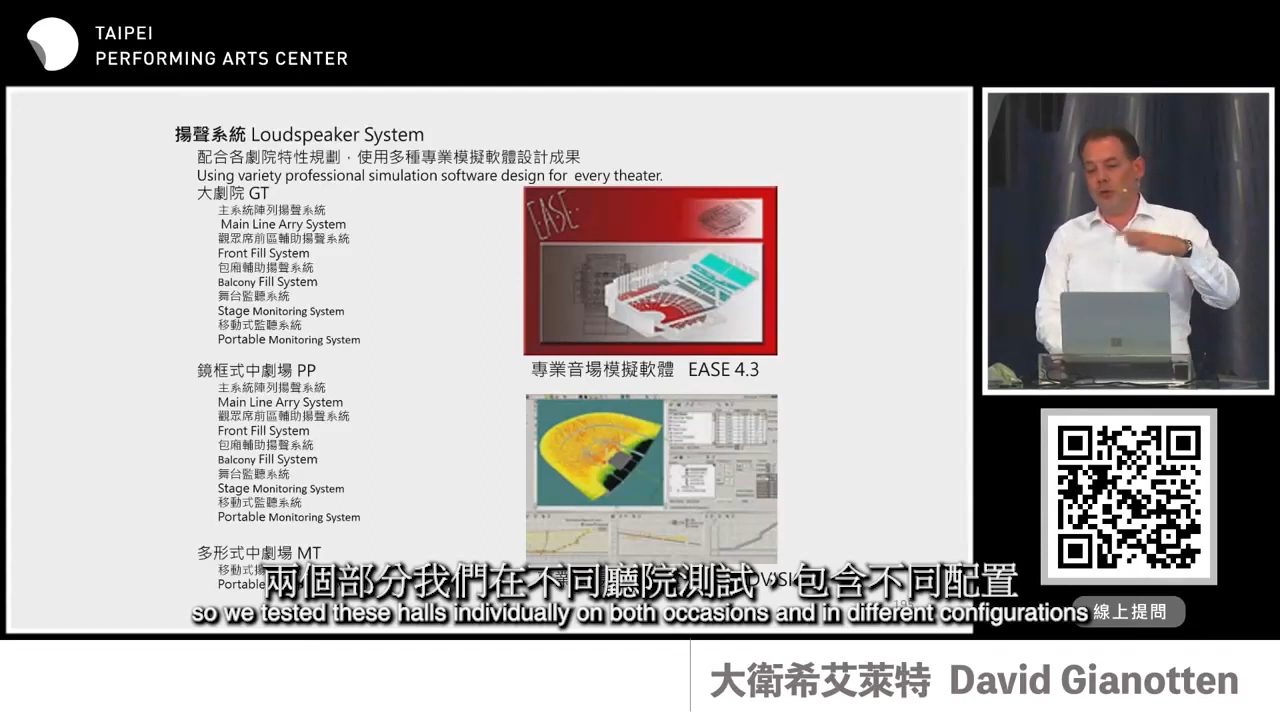 TAIPEI
PERFORMING ARTS CENTER
揚聲系統 Loudspeaker System
配合各劇院特性規劃，使用多種專業模擬軟體設計成果
Using variety professional simulation software design for every theater.
大劇院 GT
主系統陣列揚聲系統
Main Line Arry System
觀眾席前區輔助揚聲系統
Front Fill System
包廂輔助揚聲系統
Balcony Fill System
舞台監聽系統
Stage Monitoring System
移動式監聽系統
Portable Monitoring System
鏡框式中劇場 PP
主系統陣列揚聲系統
Main Line Arry System
觀眾席前區輔助揚聲系統
Front Fill System
包廂輔助揚聲系統
Balcony Fill System
舞台監聽系統
Stage Monitoring System
移動式監聽系統
Portable Monitoring System
多形式中劇場 MT
移動式
Portable
EASE
專業音場模擬軟體 EASE 4.3
兩個部分我們在不同廳院測試，包含不同配置
so we tested these halls individually on both occasions and in different configurations
線上提問
大衛希艾萊特 David Gianotten